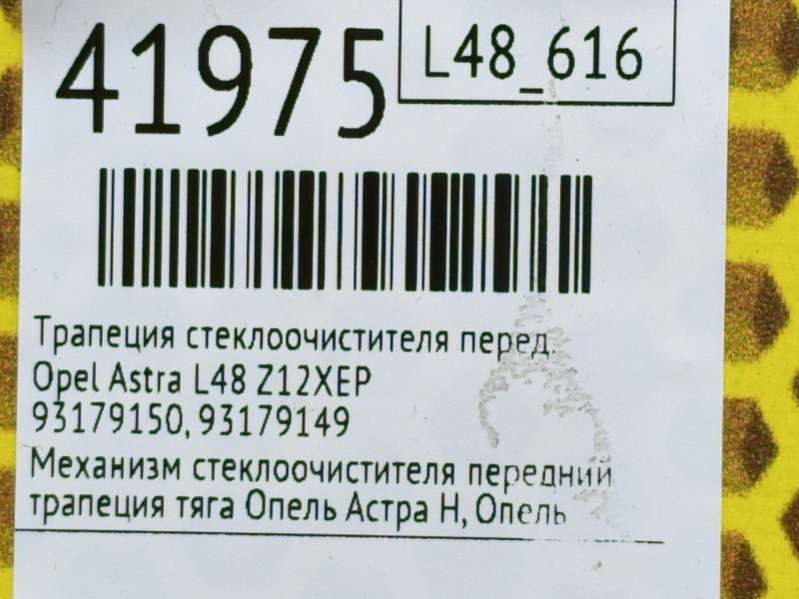 41975
L48_616
Трапеция стеклоочистителя перед.
Opel Astra L48 Z12XEP
93179150, 93179149
Механизм стеклоочистителя передний
трапеция тяга Опель Астра Н, Опель